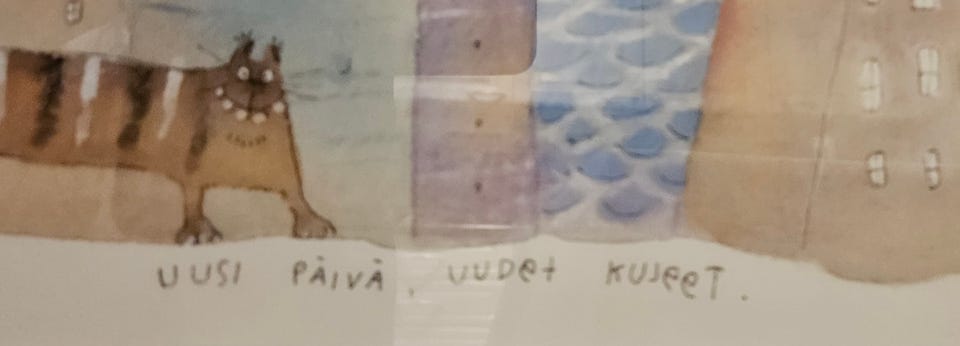 UUSI PÄIVÄ, UUDET KUJEET.